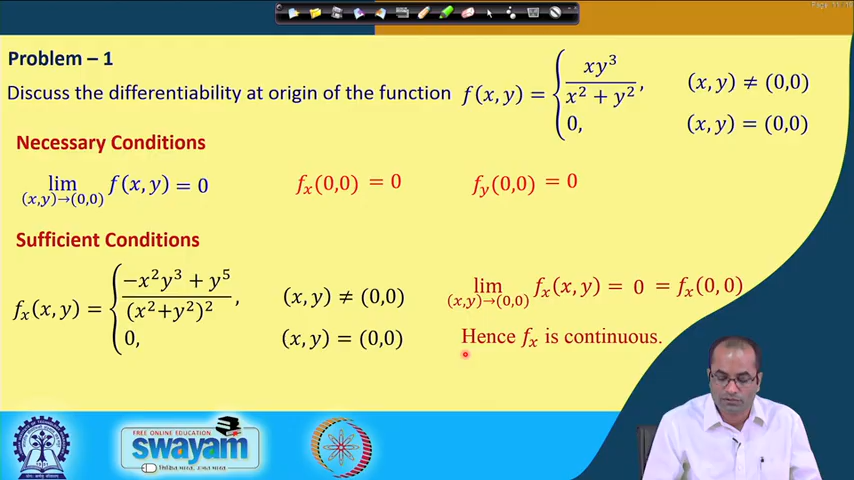 Problem – 1
Discuss the differentiability at origin of the function f(x, y) = { xy³ / (x² + y²), (x, y) ≠ (0,0)
0, (x, y) = (0,0)
Necessary Conditions
lim (x,y)→(0,0) f(x, y) = 0 fₓ(0,0) = 0 f_y(0,0) = 0
Sufficient Conditions
fₓ(x, y) = { (−x²y³ + y⁵) / (x²+y²)², (x, y) ≠ (0,0)
0, (x, y) = (0,0)
lim (x,y)→(0,0) fₓ(x, y) = 0 = fₓ(0, 0)
Hence fₓ is continuous.
FREE ONLINE EDUCATION
swayam